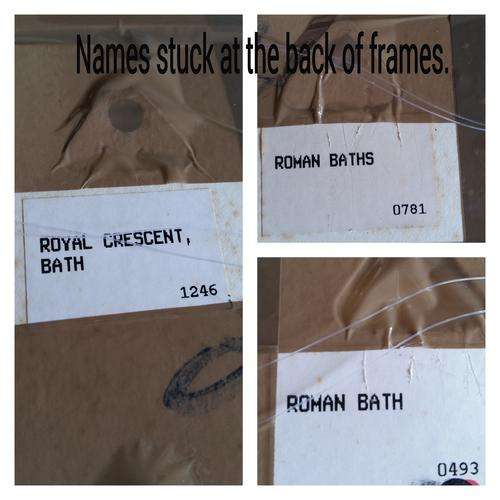 Names stuck at the back of frames.
ROYAL CRESCENT,
BATH
1246
ROMAN BATHS
0781
ROMAN BATH
0493